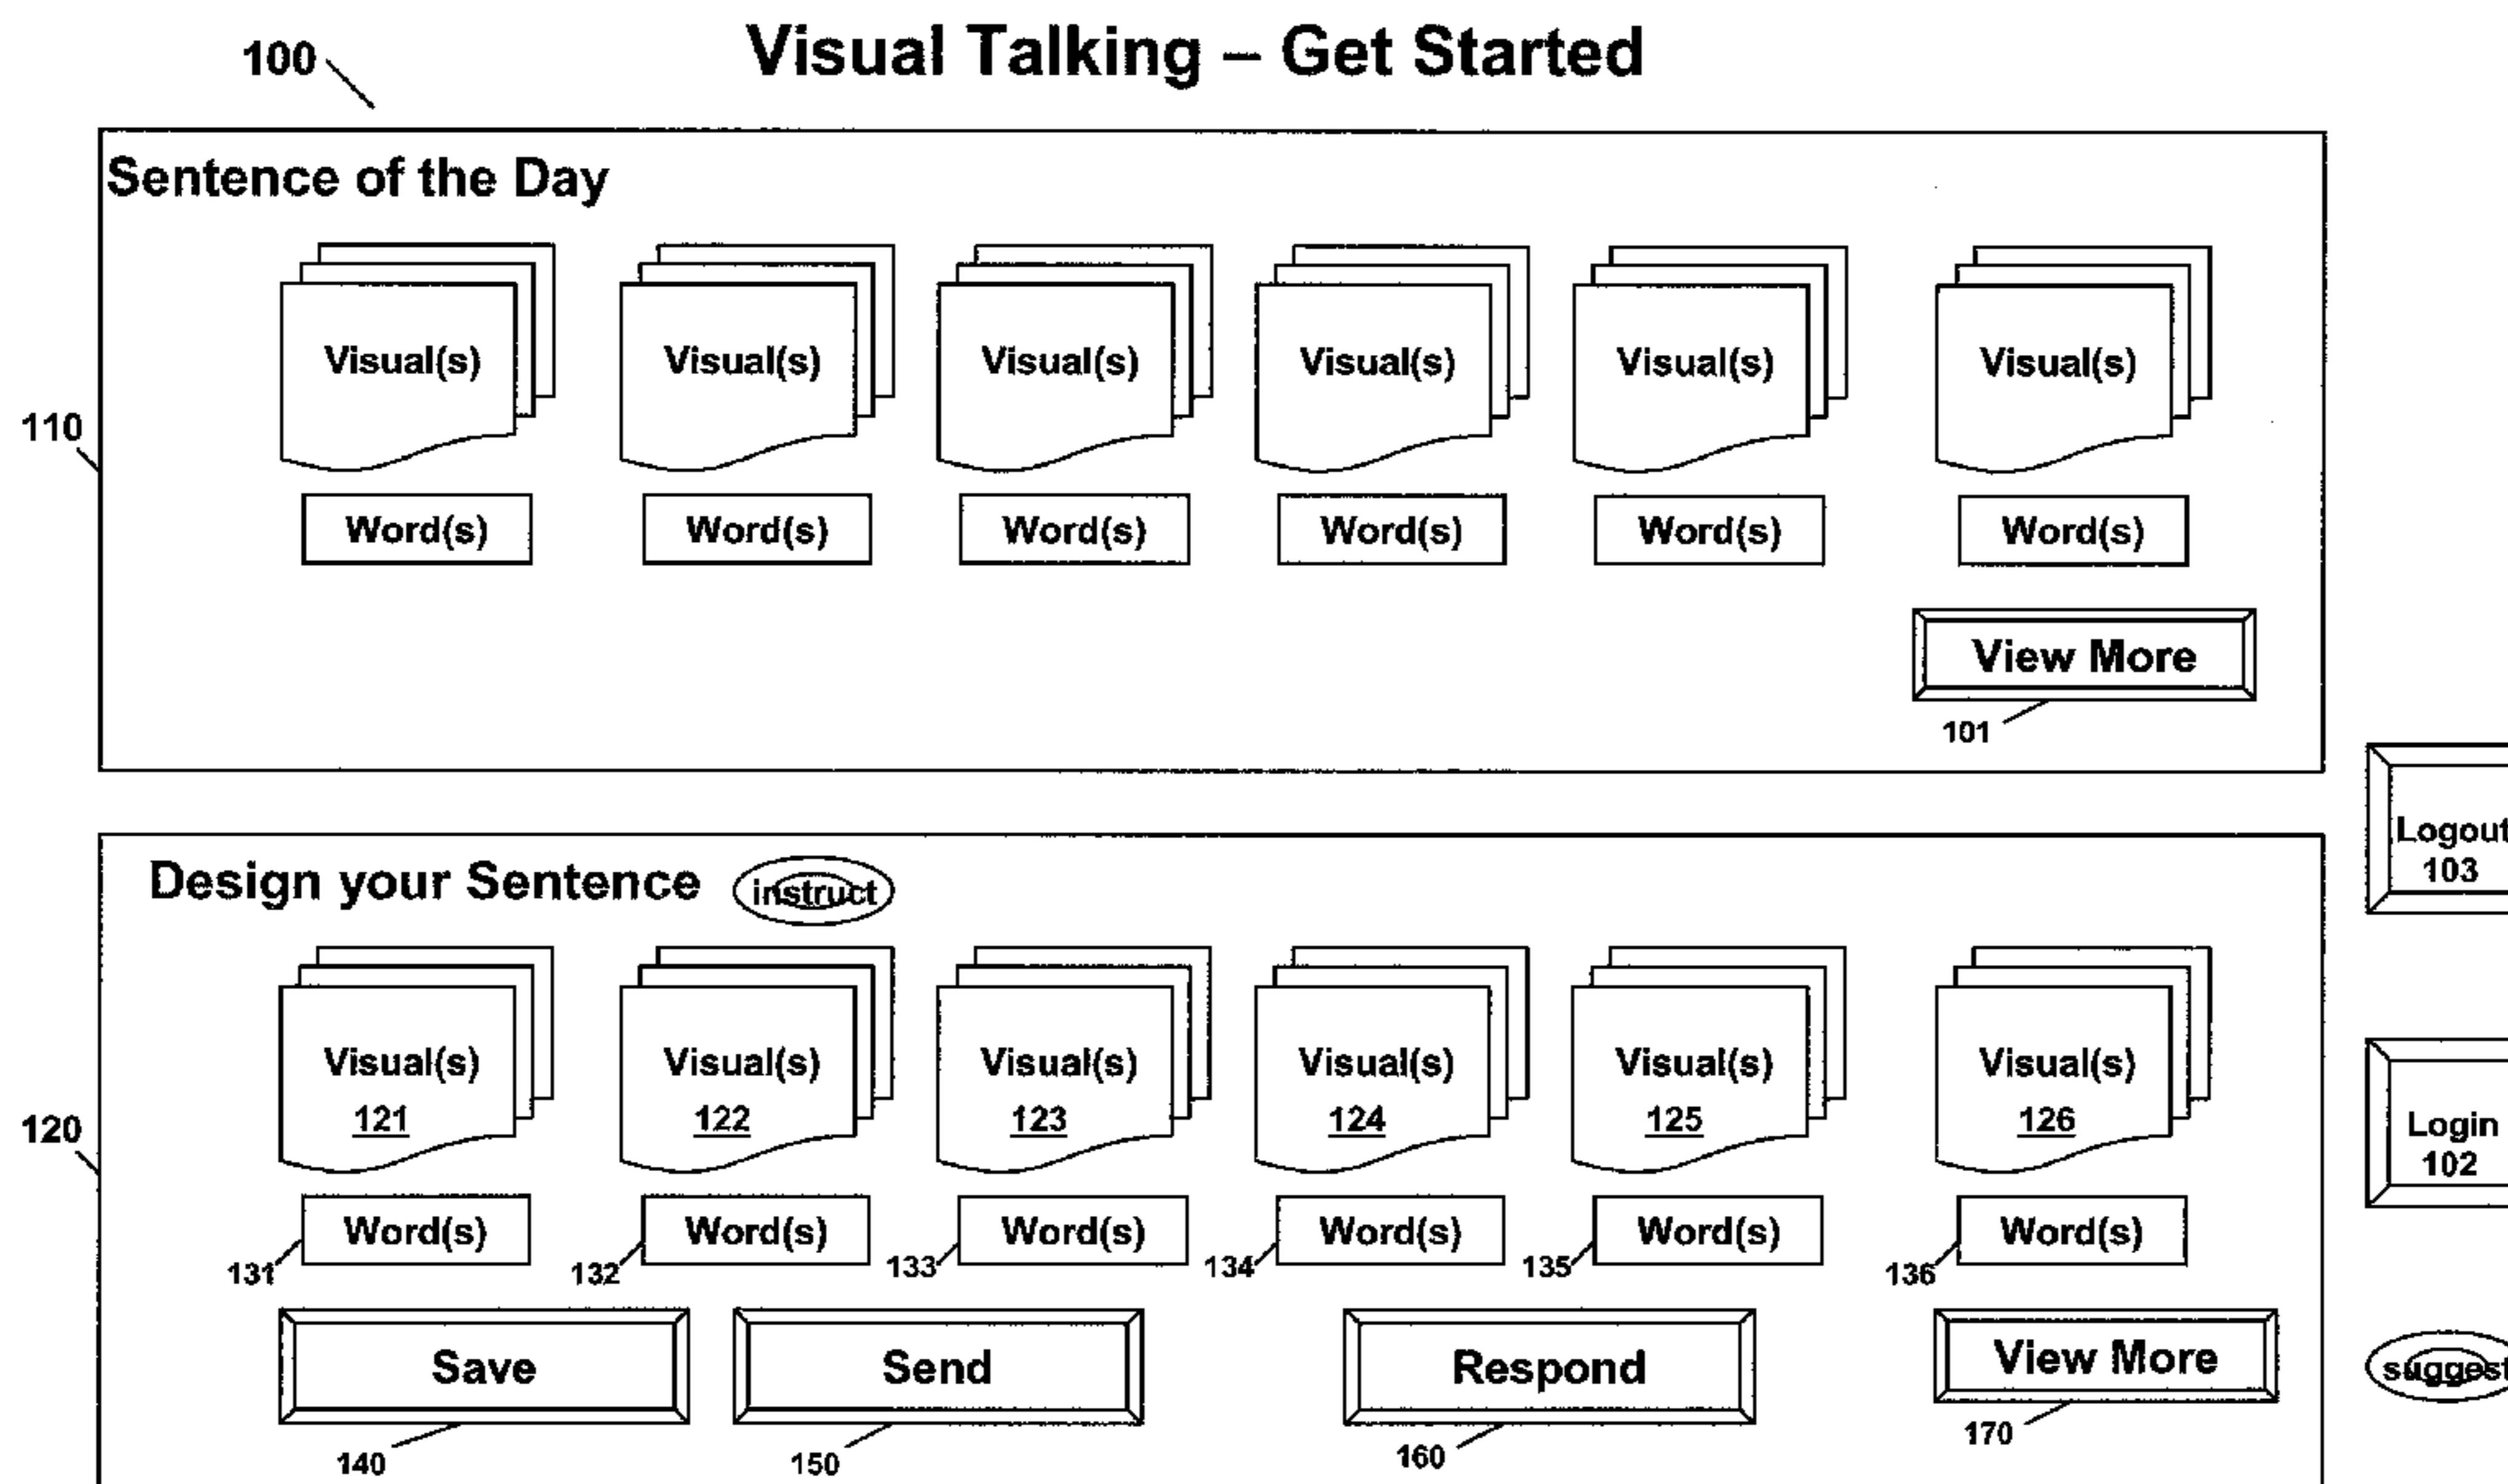 Visual Talking – Get Started
100
Sentence of the Day
110
Visual(s) Visual(s) Visual(s) Visual(s) Visual(s) Visual(s)
Word(s) Word(s) Word(s) Word(s) Word(s) Word(s)
View More
101
Logout
103
Design your Sentence instruct
120
Visual(s) Visual(s) Visual(s) Visual(s) Visual(s) Visual(s)
121 122 123 124 125 126
Login
102
Word(s) Word(s) Word(s) Word(s) Word(s) Word(s)
131 132 133 134 135 136
Save Send Respond View More
suggest
140 150 160 170